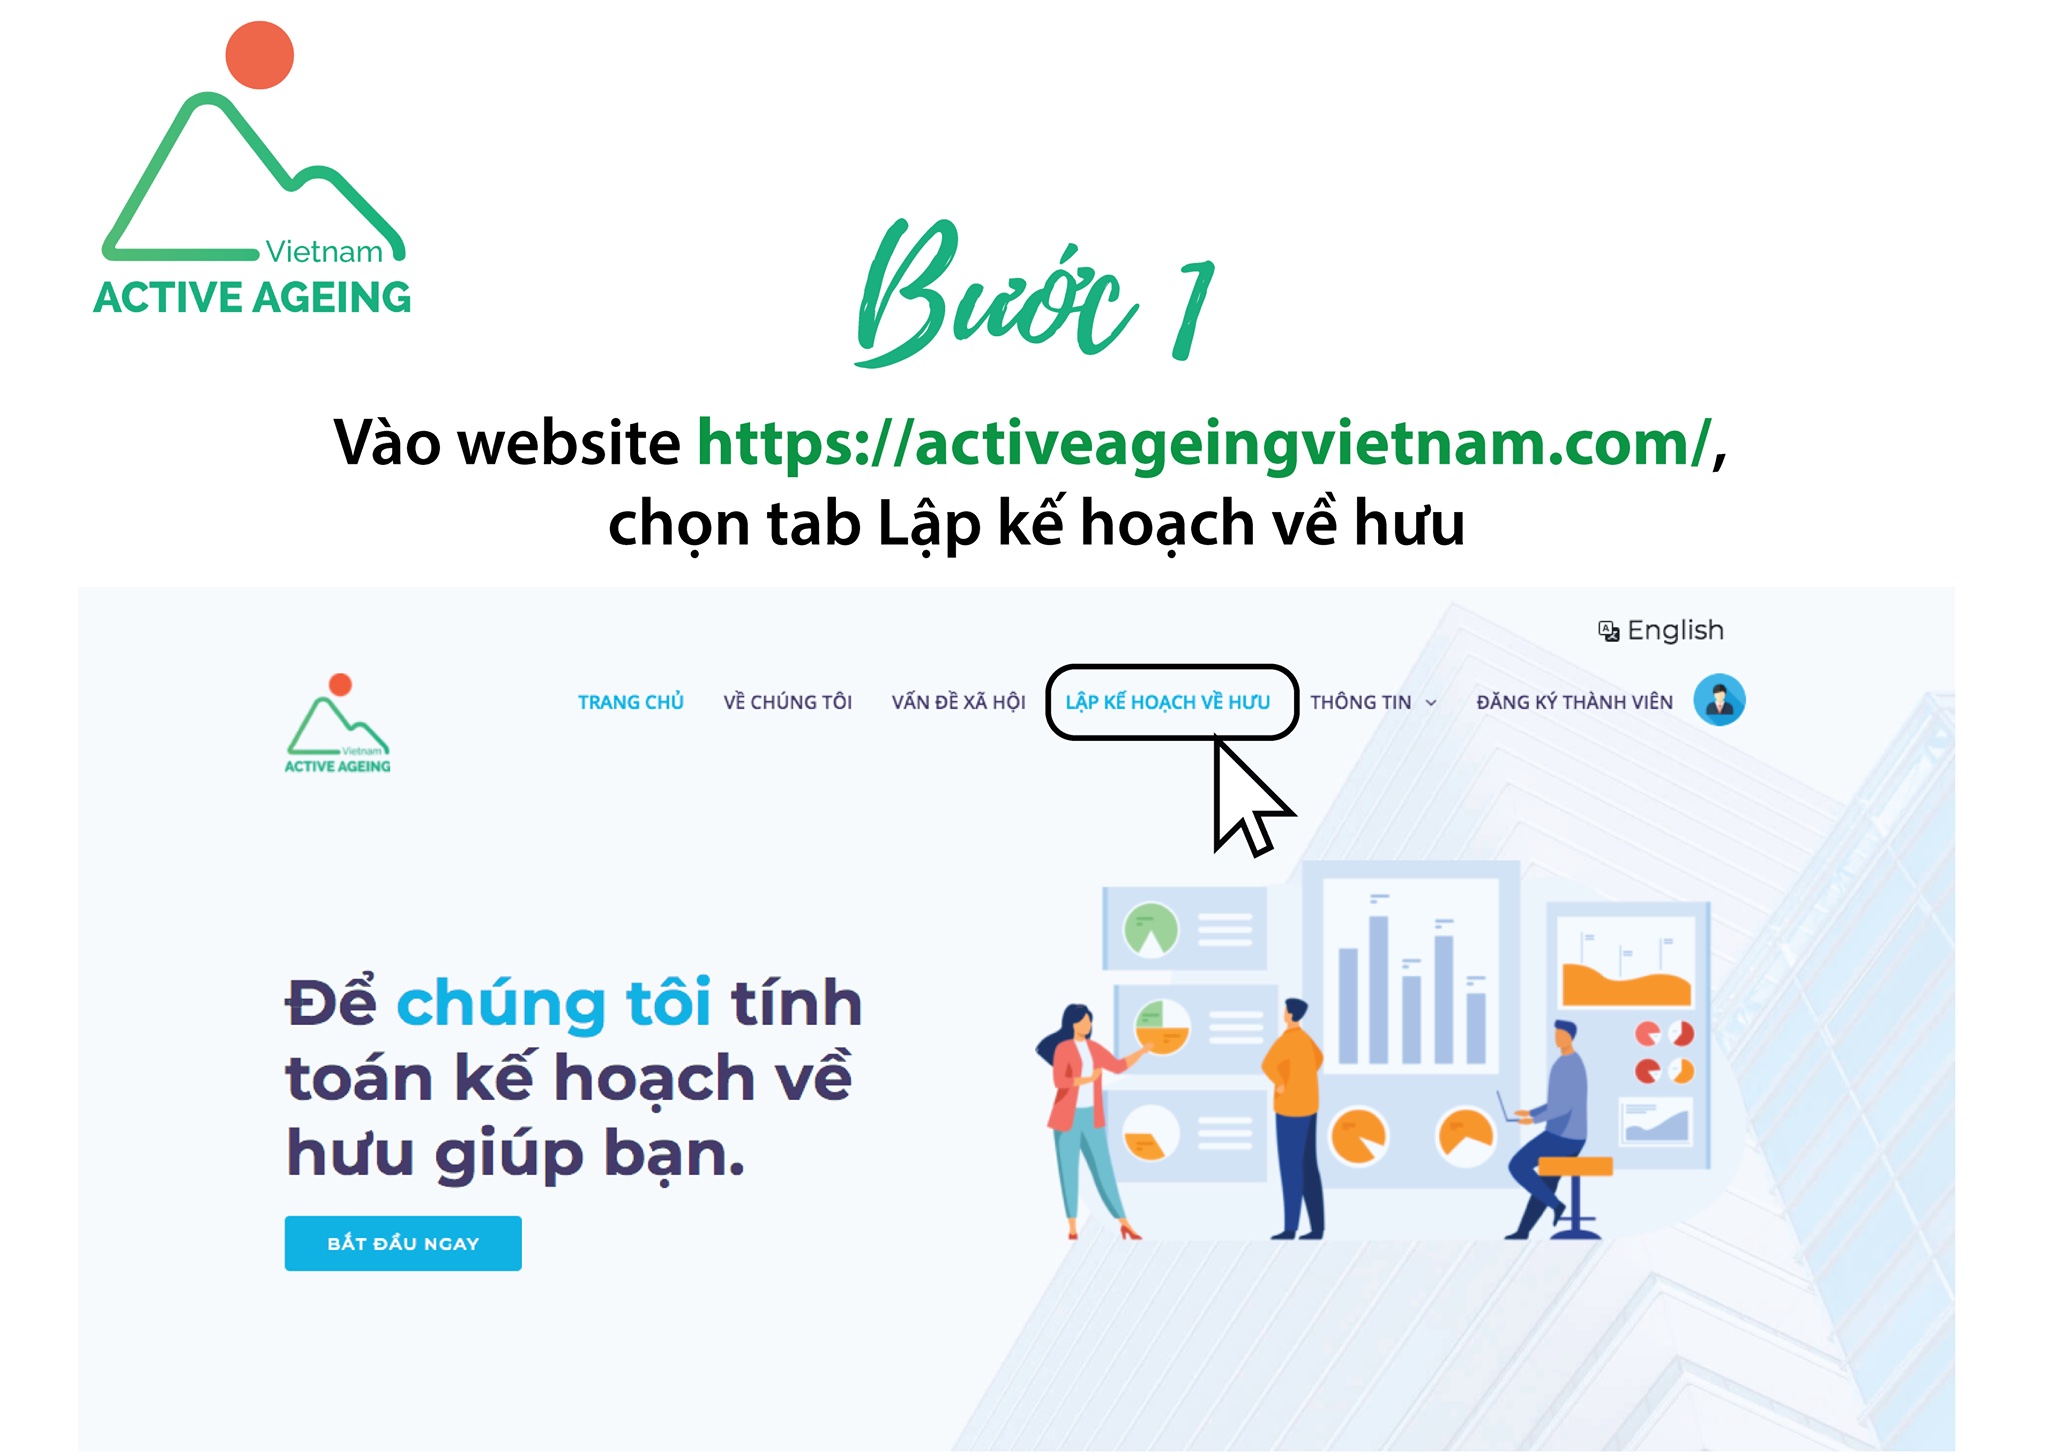 Vietnam
ACTIVE AGEING
Bước 1
Vào website https://activeageingvietnam.com/,
chọn tab Lập kế hoạch về hưu
English
Vietnam
ACTIVE AGEING
TRANG CHỦ VỀ CHÚNG TÔI VẤN ĐỀ XÃ HỘI LẬP KẾ HOẠCH VỀ HƯU THÔNG TIN ĐĂNG KÝ THÀNH VIÊN
Để chúng tôi tính
toán kế hoạch về
hưu giúp bạn.
BẮT ĐẦU NGAY